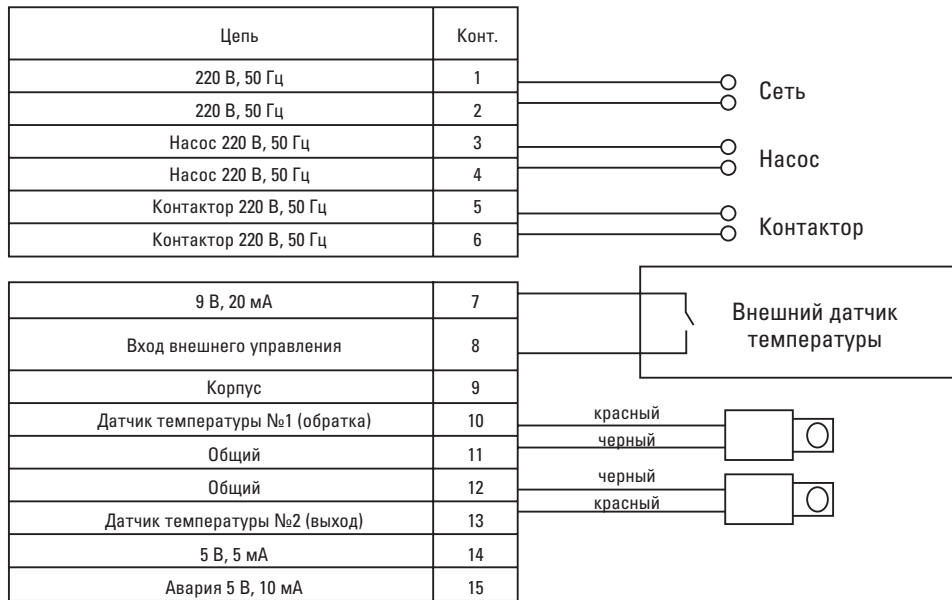 Цепь Конт.
220 В, 50 Гц 1
220 В, 50 Гц 2
Насос 220 В, 50 Гц 3
Насос 220 В, 50 Гц 4
Контактор 220 В, 50 Гц 5
Контактор 220 В, 50 Гц 6
Сеть
Насос
Контактор
9 В, 20 мА 7
Вход внешнего управления 8
Корпус 9
Датчик температуры №1 (обратка) 10
Общий 11
Общий 12
Датчик температуры №2 (выход) 13
5 В, 5 мА 14
Авария 5 В, 10 мА 15
Внешний датчик
температуры
красный
черный
черный
красный